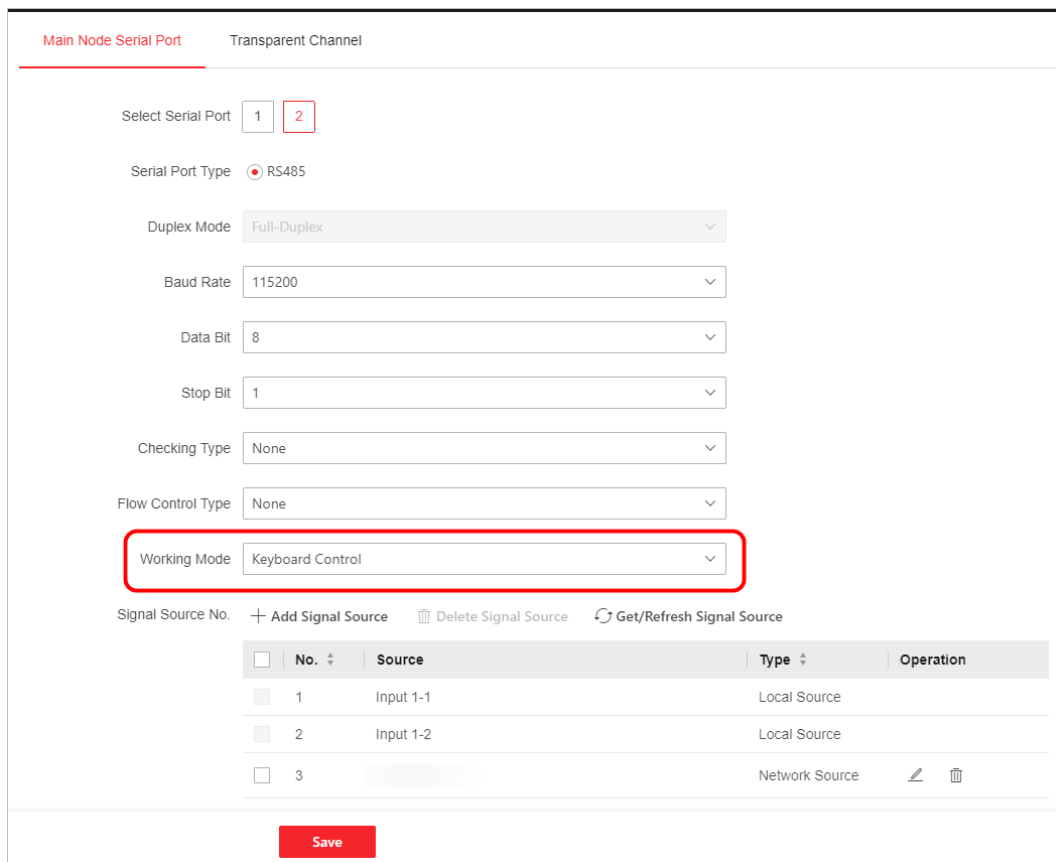 Main Node Serial Port Transparent Channel
Select Serial Port 1 2
Serial Port Type RS485
Duplex Mode Full-Duplex
Baud Rate 115200
Data Bit 8
Stop Bit 1
Checking Type None
Flow Control Type None
Working Mode Keyboard Control
Signal Source No. Add Signal Source Delete Signal Source Get/Refresh Signal Source
No. Source Type Operation
1 Input 1-1 Local Source
2 Input 1-2 Local Source
3 Network Source
Save